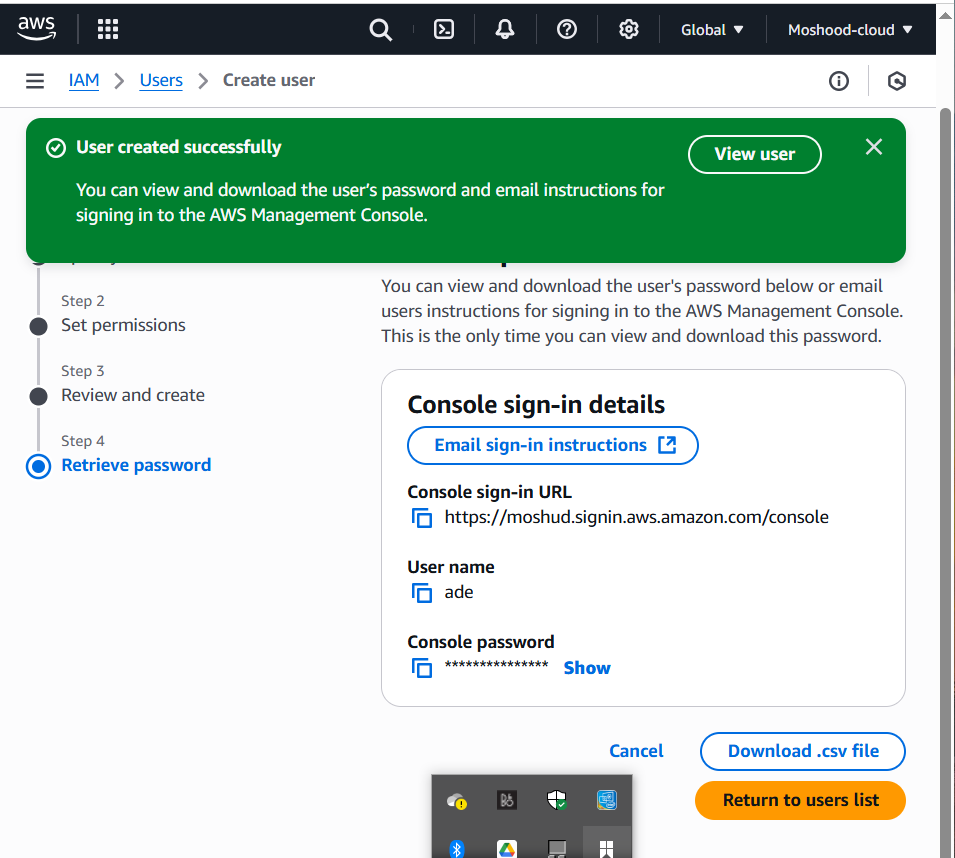 aws
Global
Moshood-cloud
IAM
Users
Create user
User created successfully
View user
You can view and download the user's password and email instructions for
signing in to the AWS Management Console.
You can view and download the user's password below or email
users instructions for signing in to the AWS Management Console.
This is the only time you can view and download this password.
Step 2
Set permissions
Step 3
Review and create
Step 4
Retrieve password
Console sign-in details
Email sign-in instructions
Console sign-in URL
https://moshud.signin.aws.amazon.com/console
User name
ade
Console password
*************** Show
Cancel
Download .csv file
Return to users list